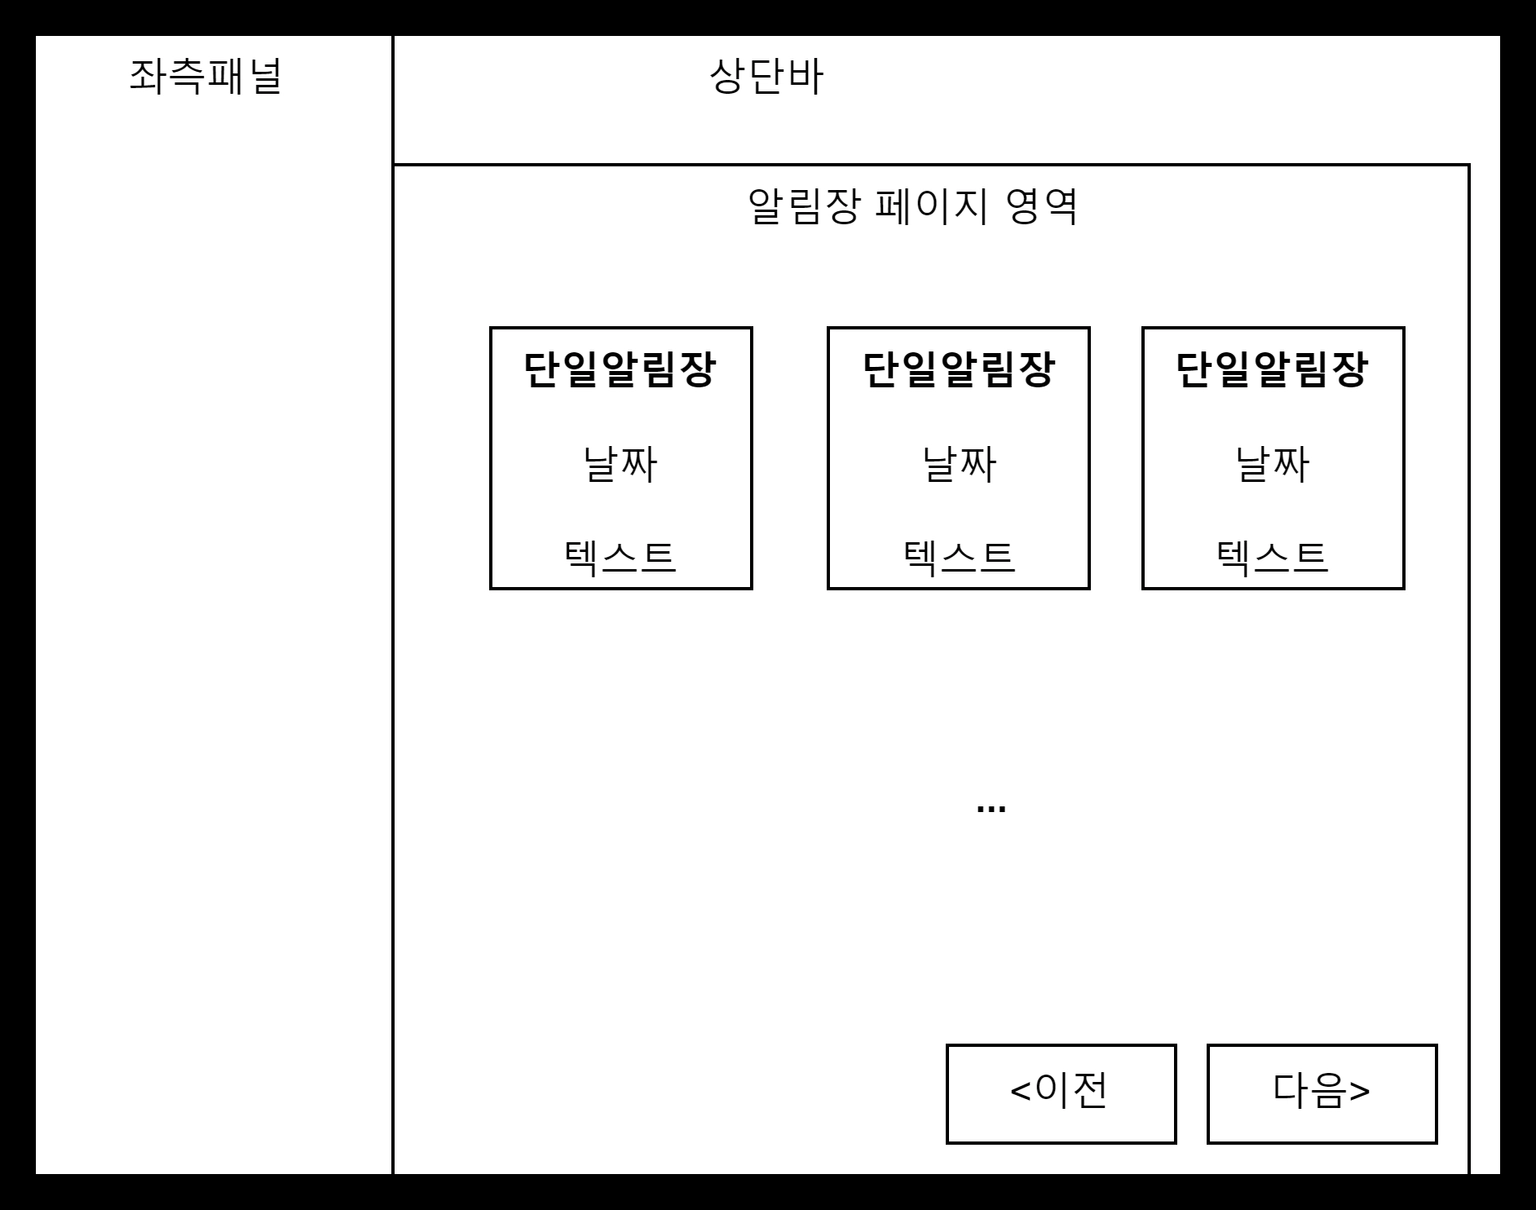 좌측패널
상단바
알림장 페이지 영역
단일알림장
날짜
텍스트
단일알림장
날짜
텍스트
단일알림장
날짜
텍스트
...
<이전
다음>